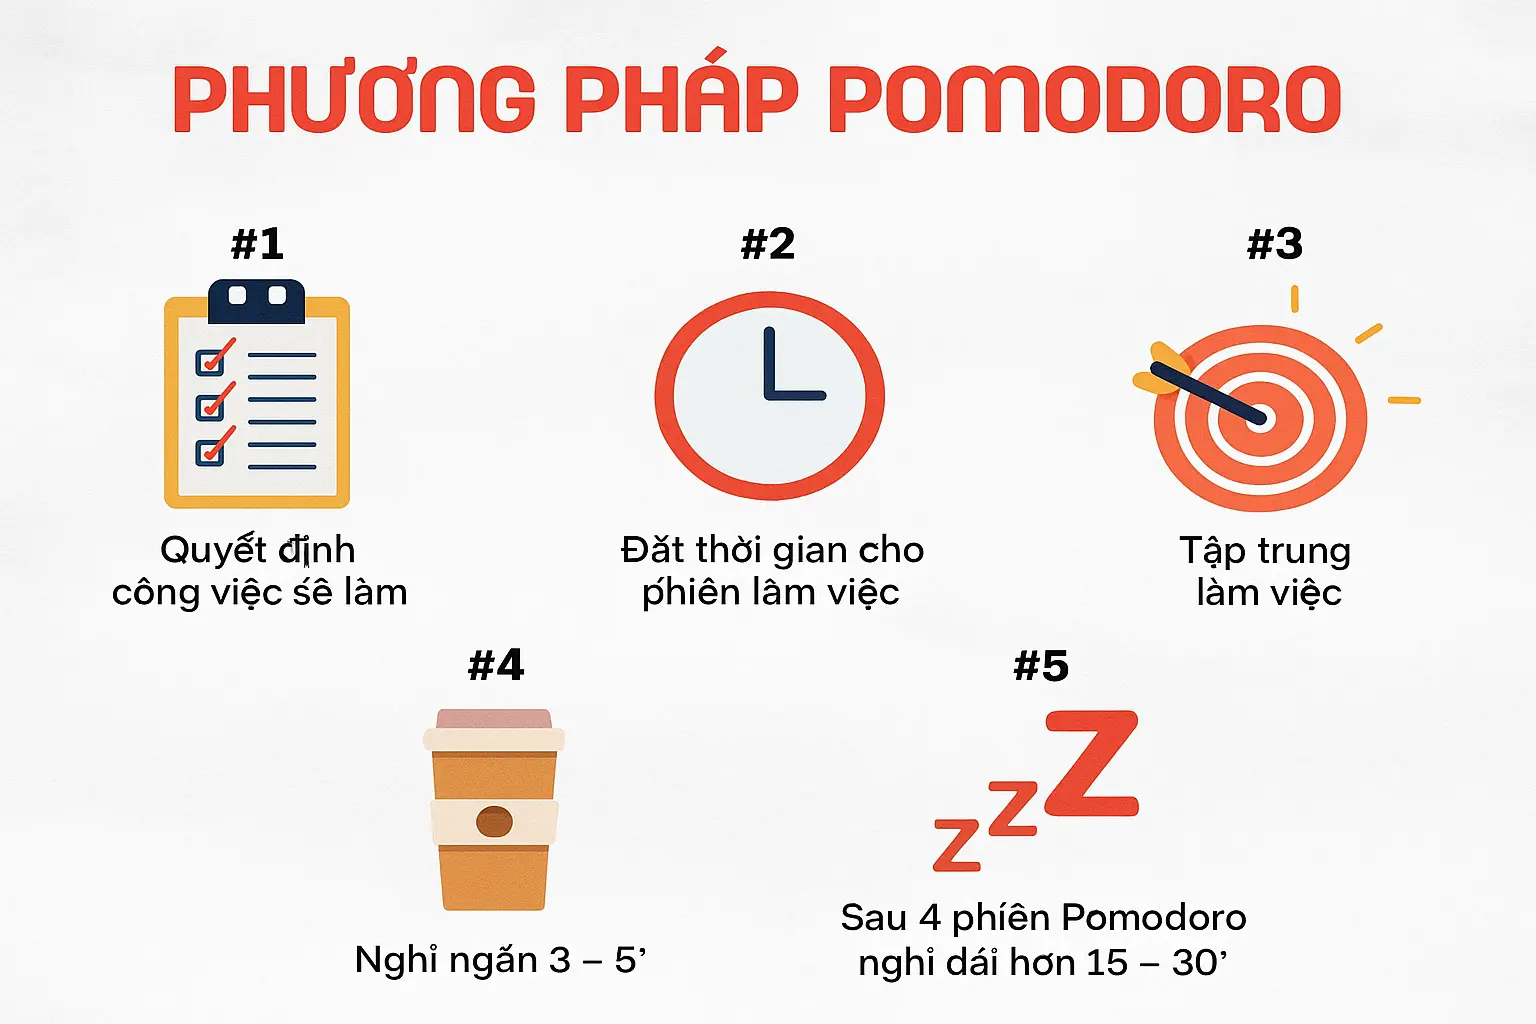 PHƯƠNG PHÁP POMODORO
#1
Quyết định
công việc sẽ làm
#2
Đặt thời gian cho
phiên làm việc
#3
Tập trung
làm việc
#4
Nghỉ ngắn 3 – 5’
#5
Sau 4 phiên Pomodoro
nghỉ dái hơn 15 – 30’